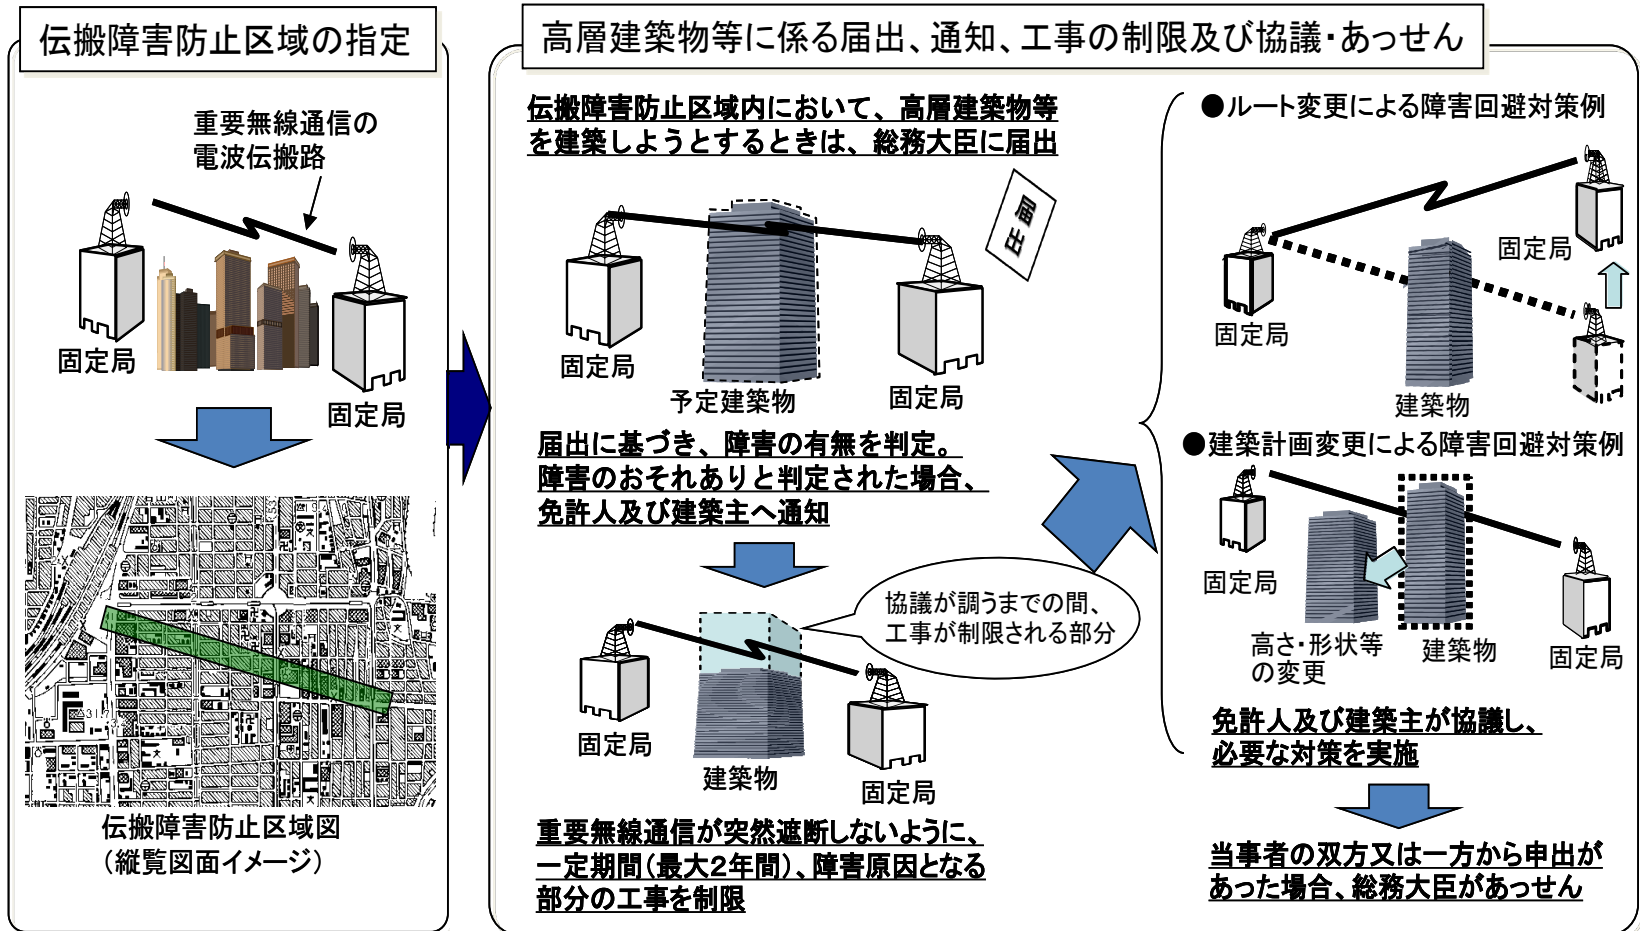 伝搬障害防止区域の指定
重要無線通信の
電波伝搬路
固定局
固定局
伝搬障害防止区域図
(縦覧図面イメージ)
高層建築物等に係る届出、通知、工事の制限及び協議・あっせん
伝搬障害防止区域内において、高層建築物等
を建築しようとするときは、総務大臣に届出
届出
固定局
予定建築物
固定局
届出に基づき、障害の有無を判定。
障害のおそれありと判定された場合、
免許人及び建築主へ通知
協議が調うまでの間、
工事が制限される部分
固定局
建築物
固定局
重要無線通信が突然遮断しないように、
一定期間(最大2年間)、障害原因となる
部分の工事を制限
●ルート変更による障害回避対策例
固定局
固定局
建築物
●建築計画変更による障害回避対策例
固定局
高さ・形状等
の変更
建築物
固定局
免許人及び建築主が協議し、
必要な対策を実施
当事者の双方又は一方から申出が
あった場合、総務大臣があっせん